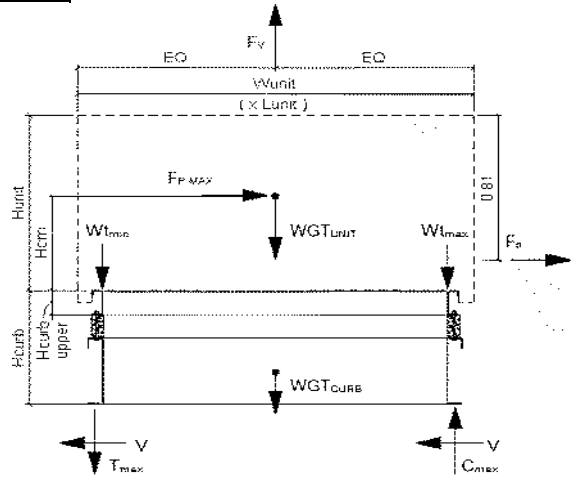 Fv
EQ EQ
Wunit
( x Lunit )
Hunit
Hcm
FP MAX
WGTUNIT
Wtmin
Wtmax
0.81
Hcurb
Hcurb upper
WGTCURB
V
V
Tmax
Cmax